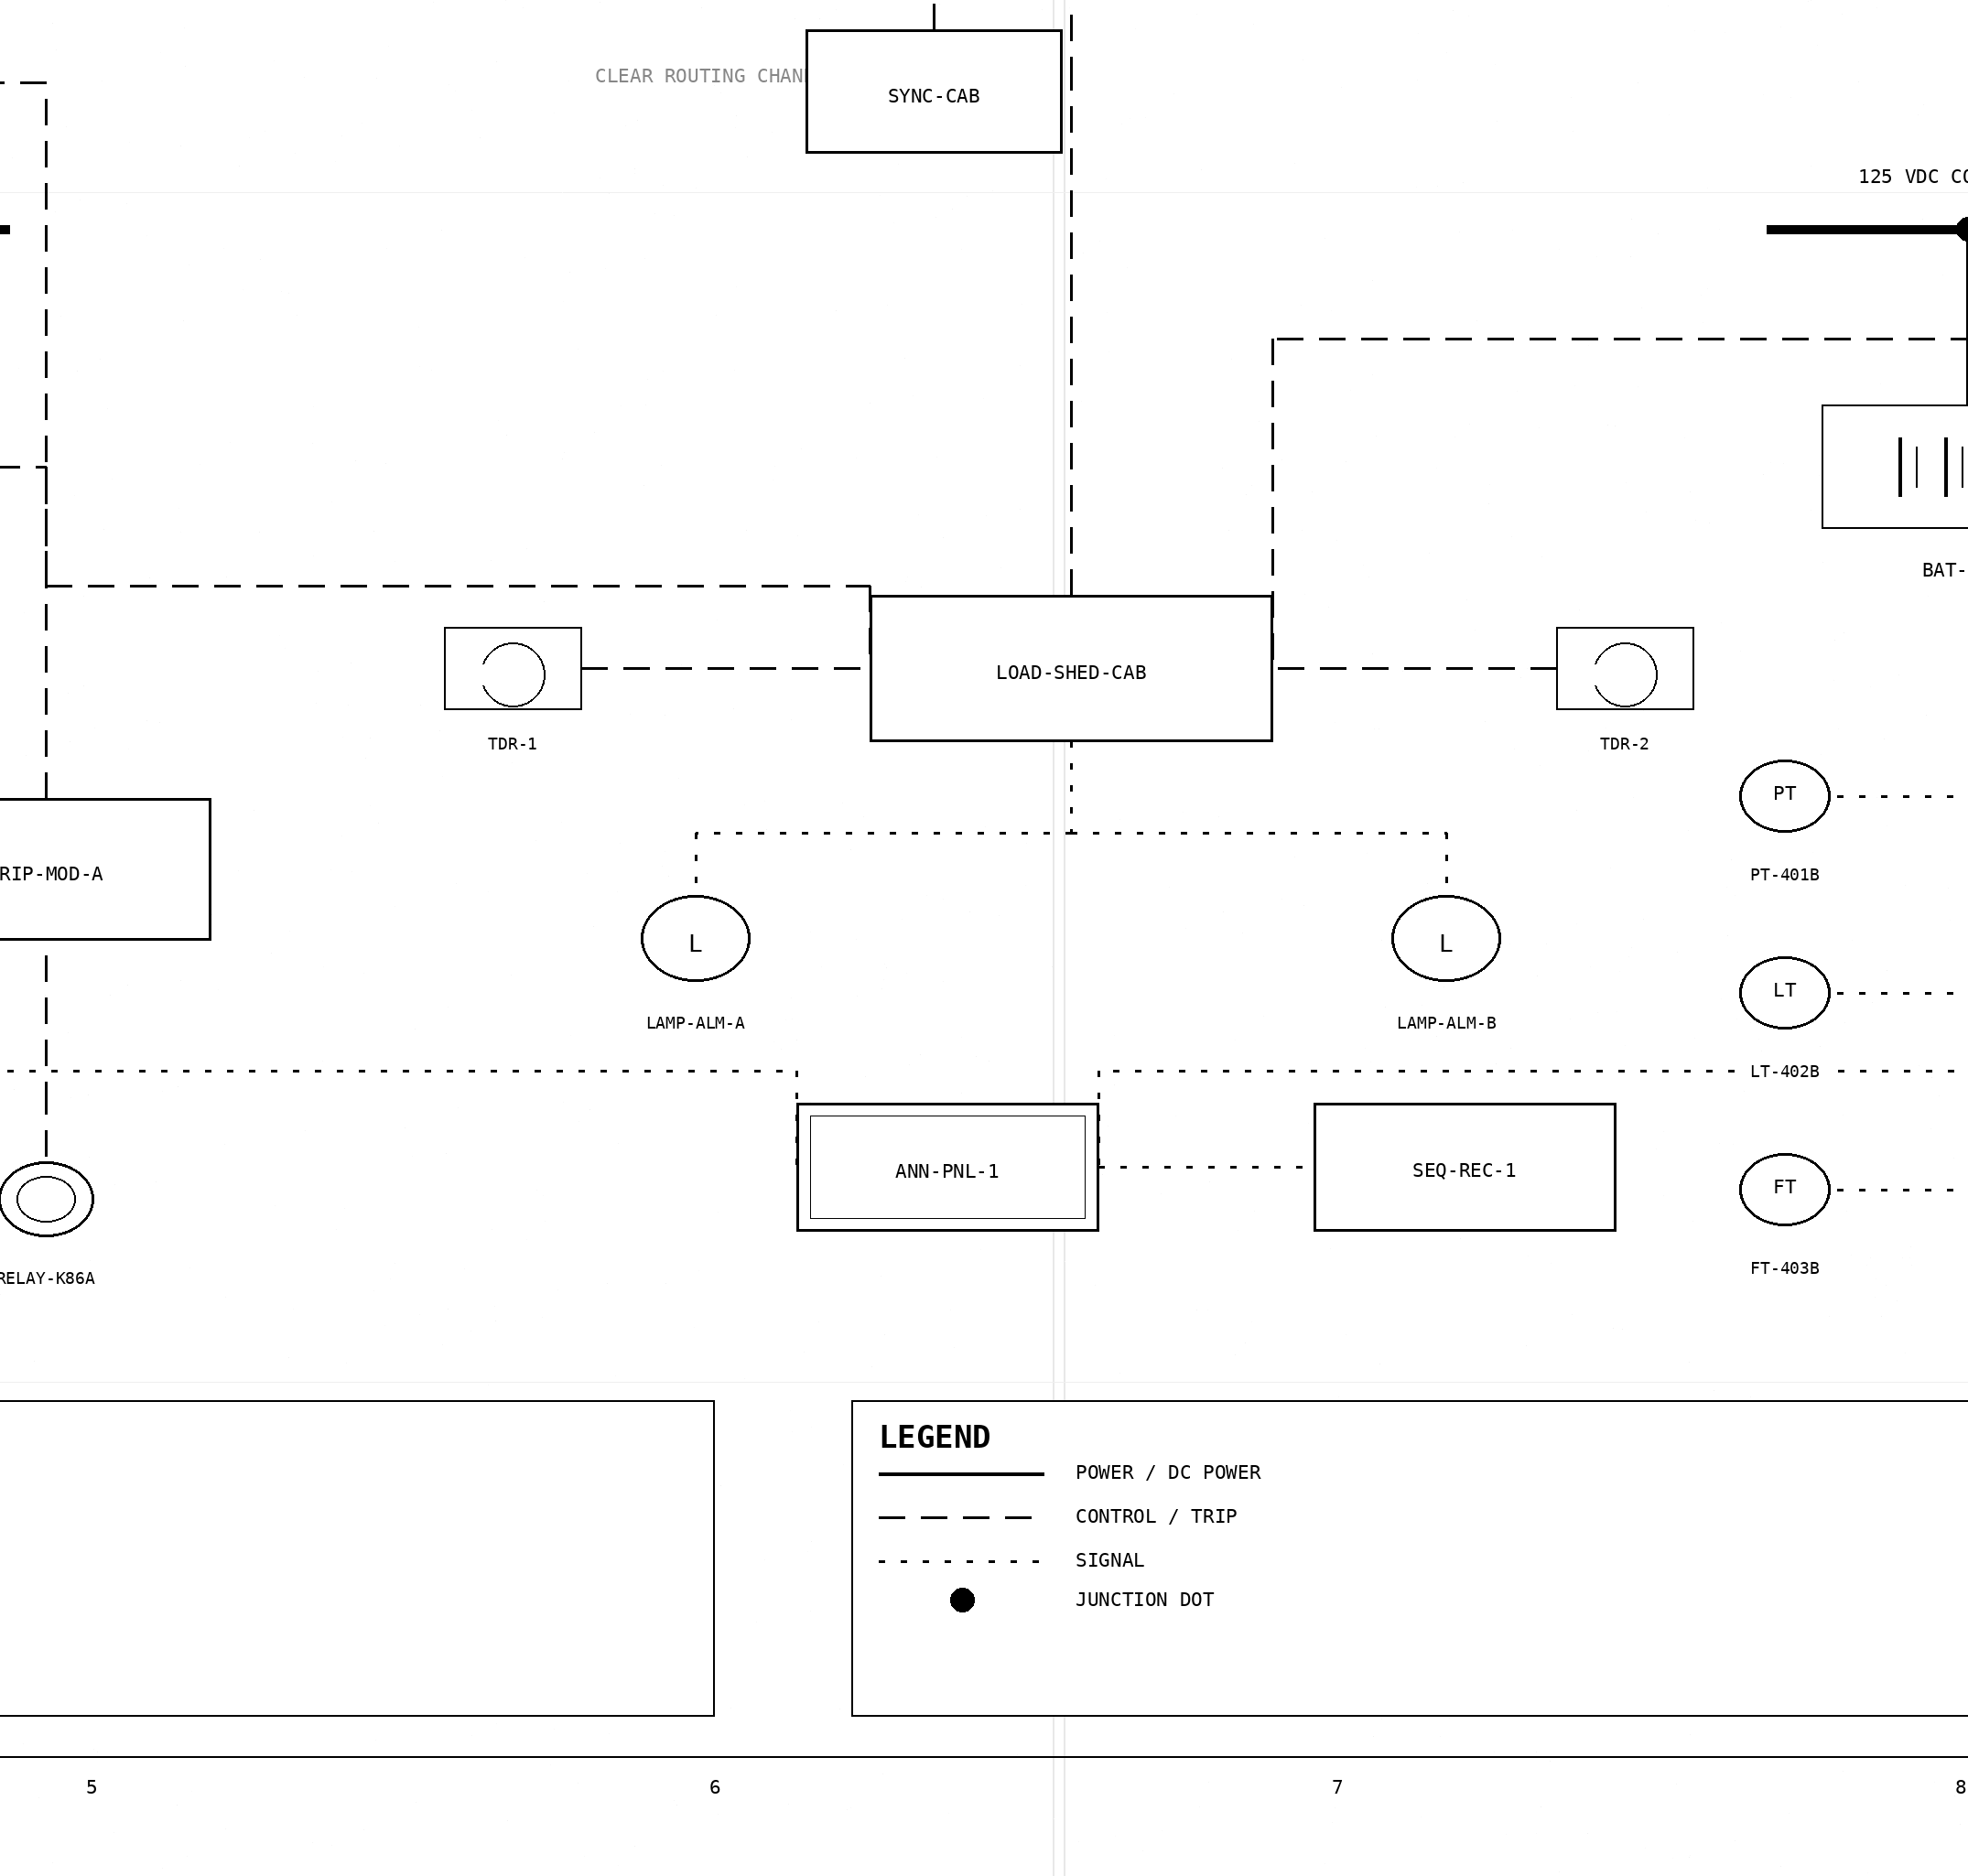 CLEAR ROUTING CHAN
SYNC-CAB
125 VDC CO
BAT-
LOAD-SHED-CAB
TDR-1
TDR-2
PT
RIP-MOD-A
PT-401B
L
L
LT
LAMP-ALM-A
LAMP-ALM-B
LT-402B
ANN-PNL-1
SEQ-REC-1
FT
RELAY-K86A
FT-403B
LEGEND
POWER / DC POWER
CONTROL / TRIP
SIGNAL
JUNCTION DOT
5
6
7
8